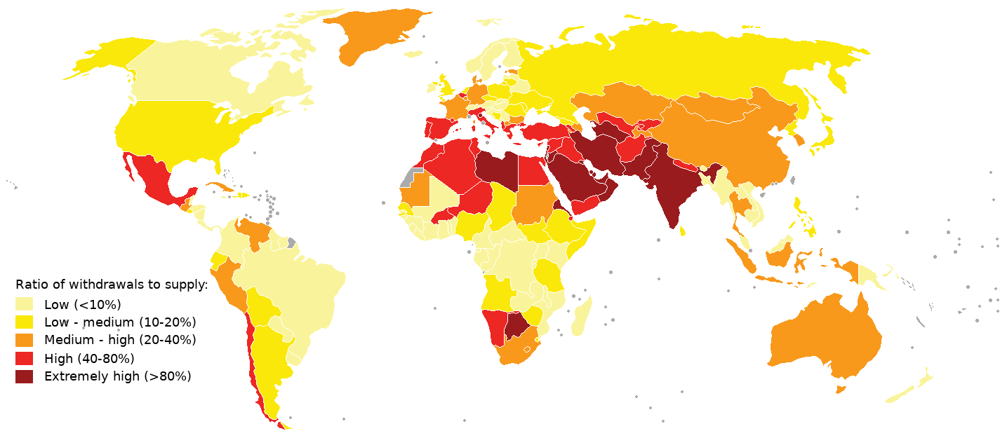 Ratio of withdrawals to supply:
Low (<10%)
Low - medium (10-20%)
Medium - high (20-40%)
High (40-80%)
Extremely high (>80%)